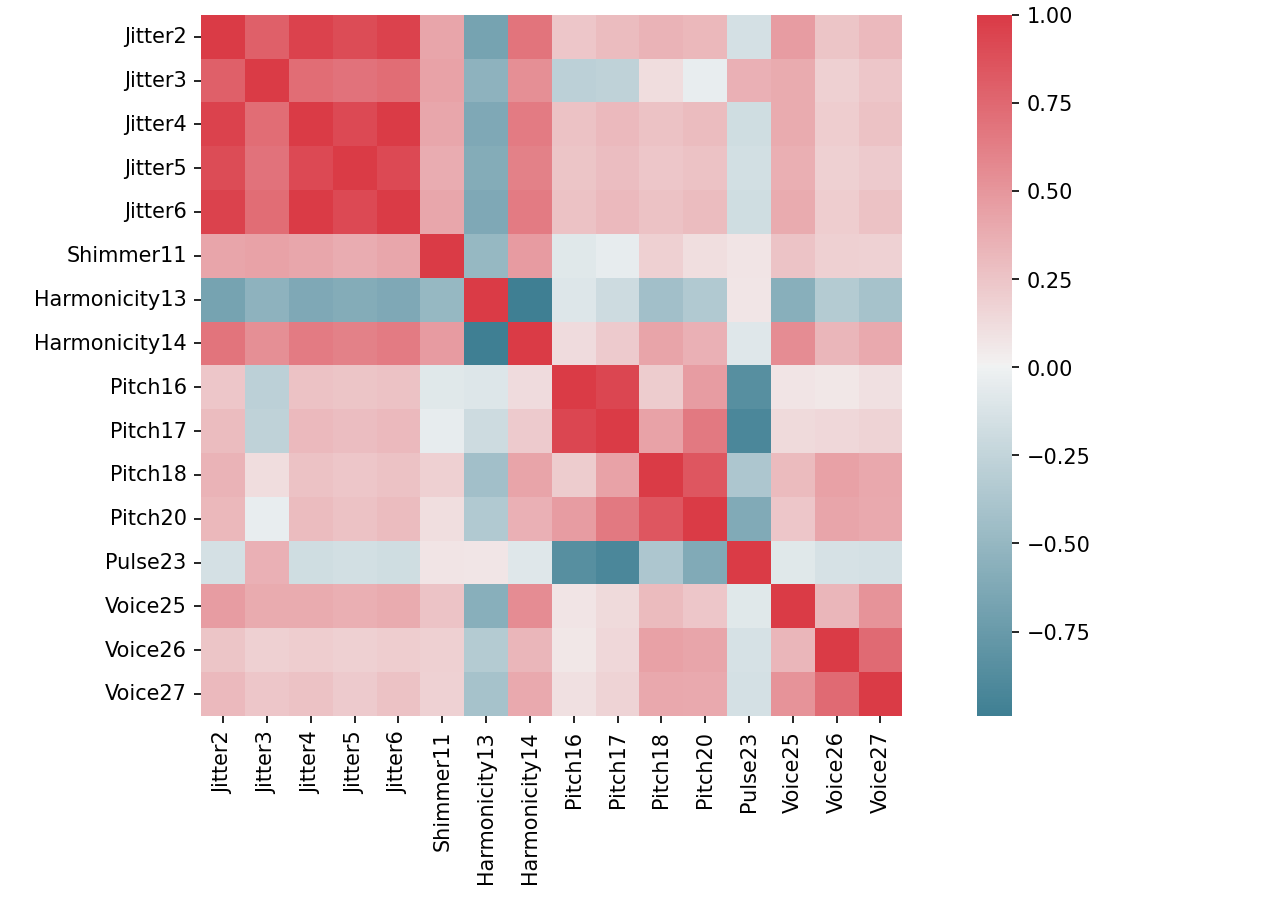 Jitter2
Jitter3
Jitter4
Jitter5
Jitter6
Shimmer11
Harmonicity13
Harmonicity14
Pitch16
Pitch17
Pitch18
Pitch20
Pulse23
Voice25
Voice26
Voice27
Jitter2
Jitter3
Jitter4
Jitter5
Jitter6
Shimmer11
Harmonicity13
Harmonicity14
Pitch16
Pitch17
Pitch18
Pitch20
Pulse23
Voice25
Voice26
Voice27
1.00
0.75
0.50
0.25
0.00
−0.25
−0.50
−0.75